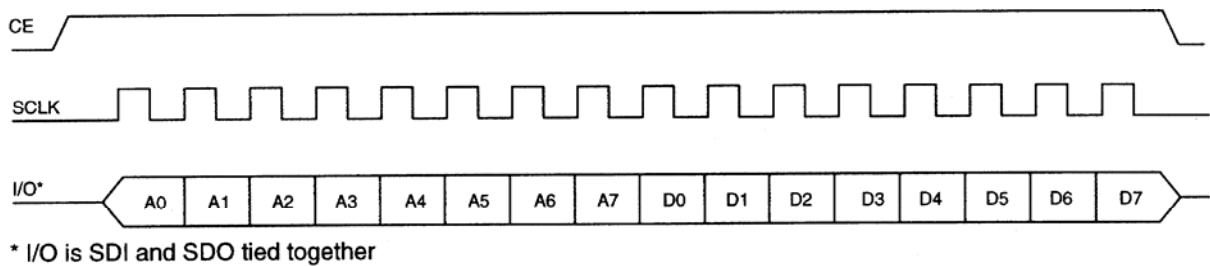 CE
SCLK
I/O*
A0 A1 A2 A3 A4 A5 A6 A7 D0 D1 D2 D3 D4 D5 D6 D7
* I/O is SDI and SDO tied together